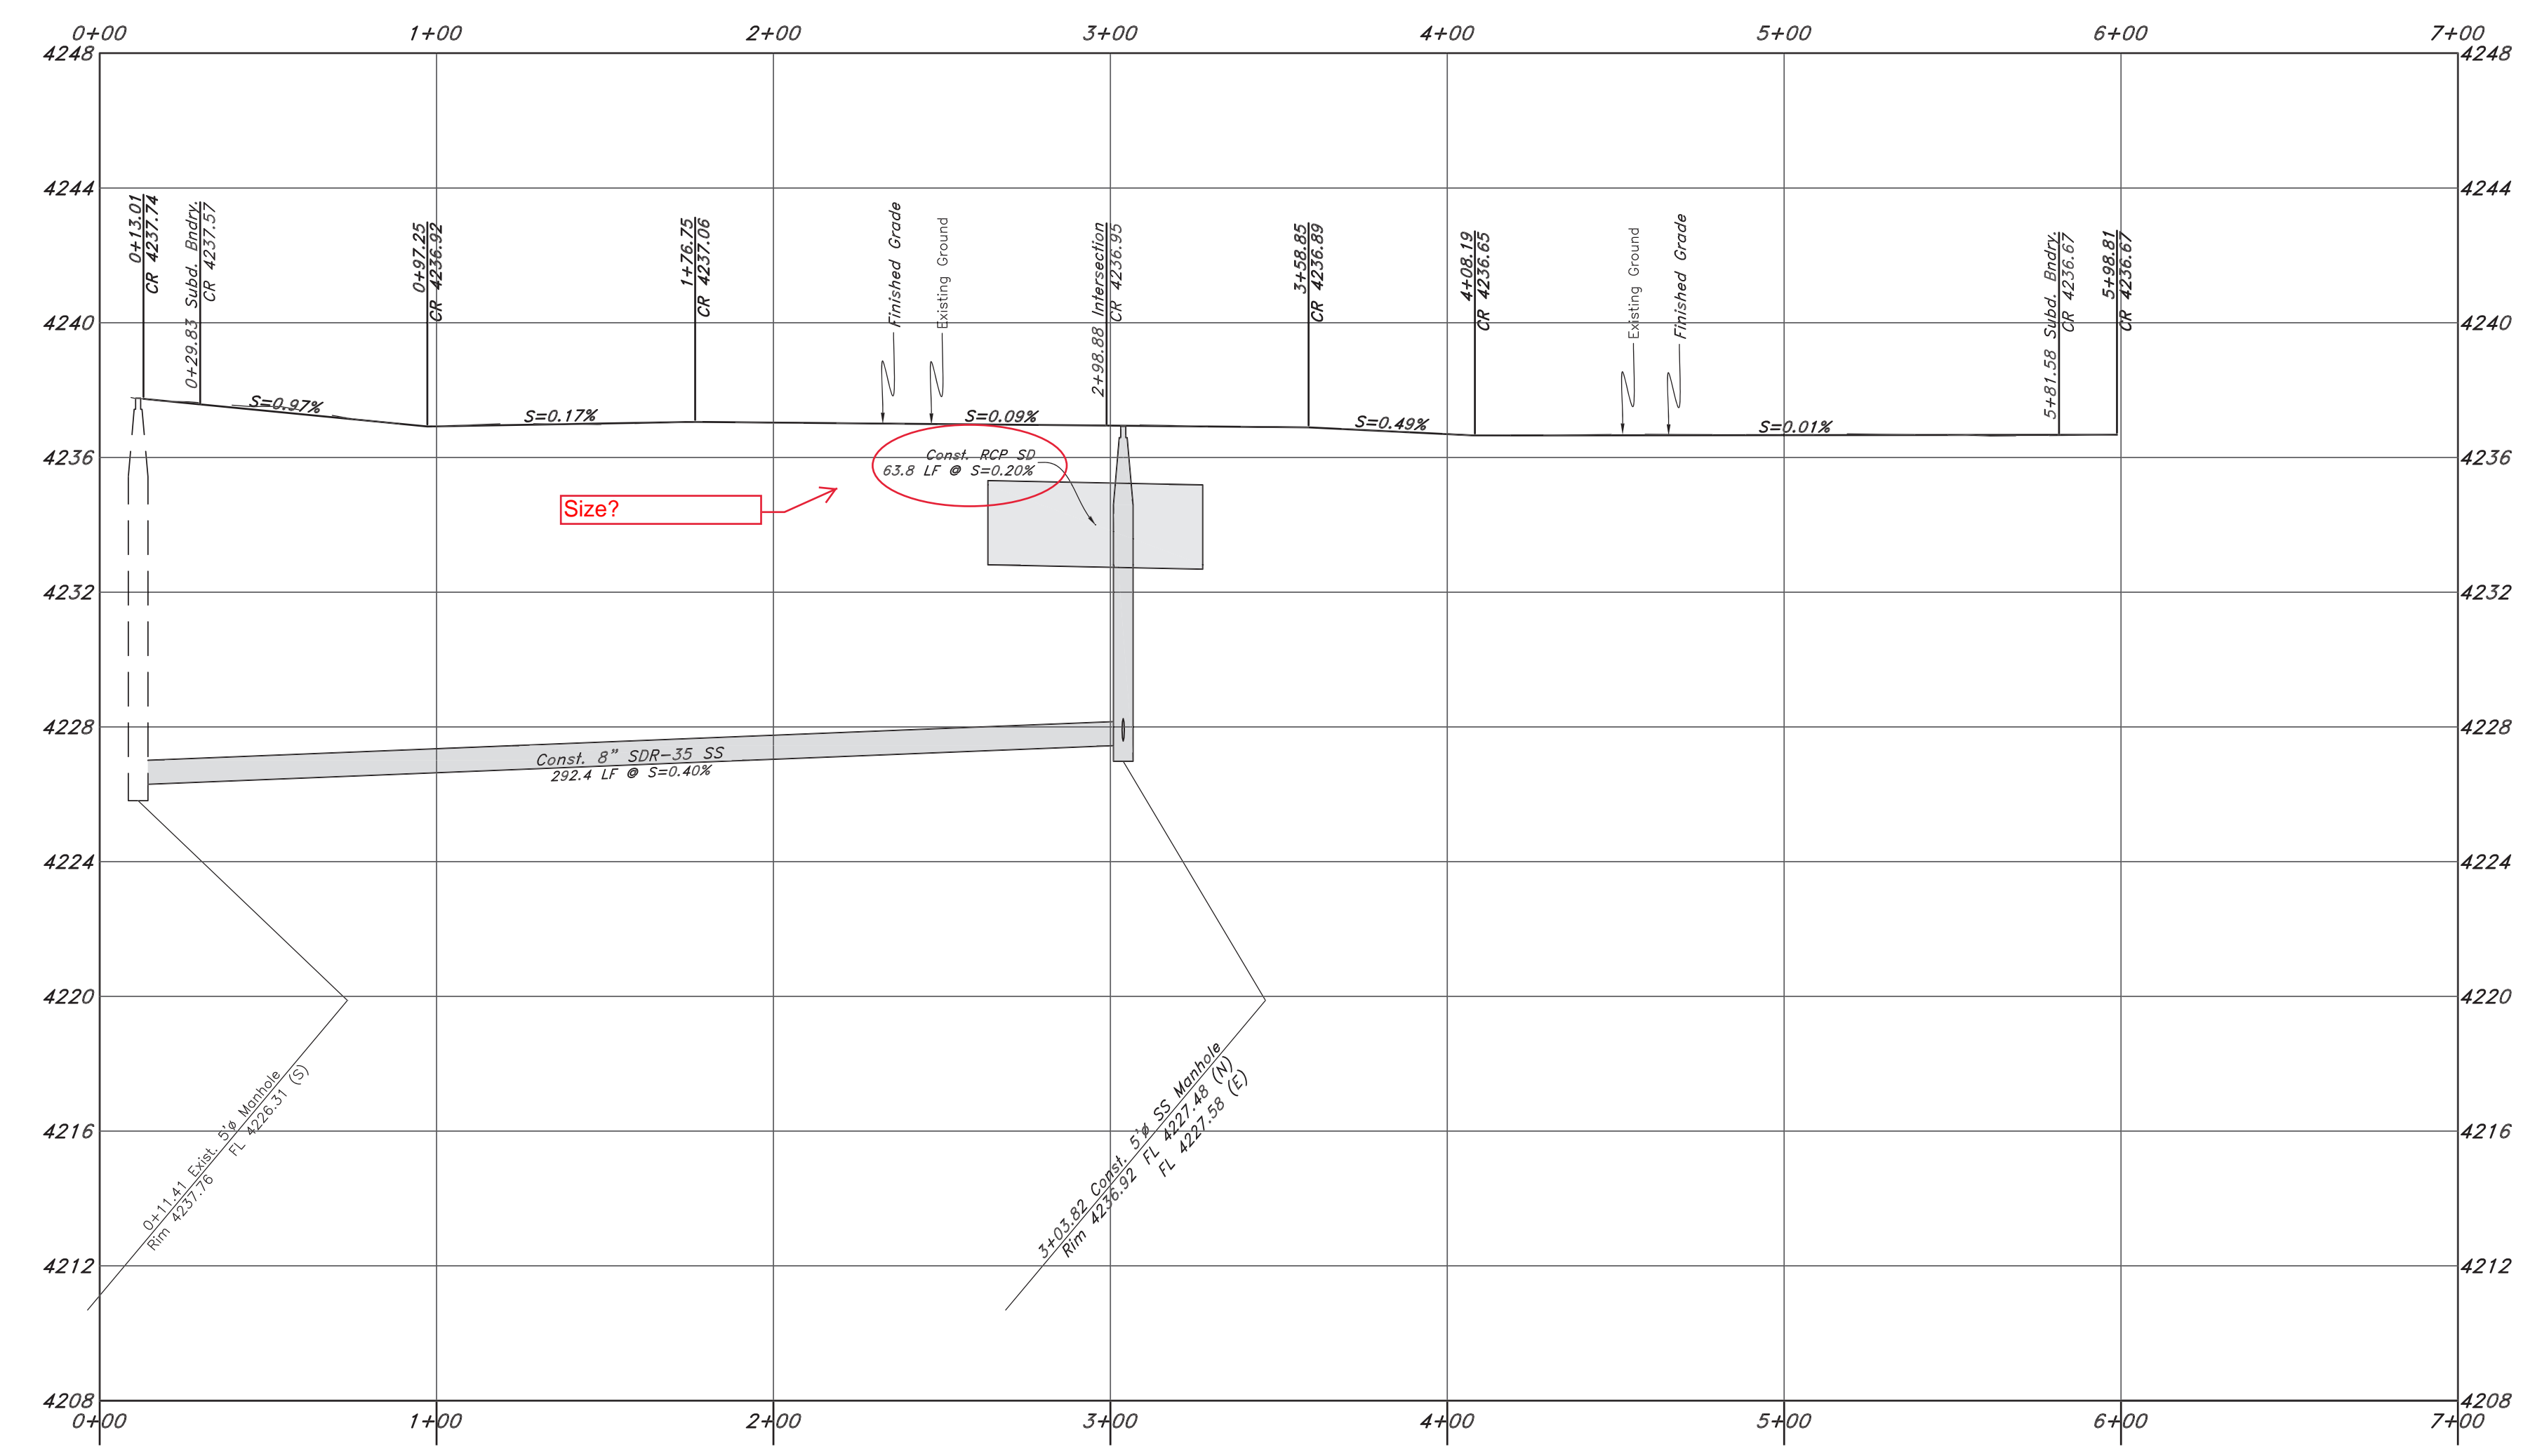 0+00 1+00 2+00 3+00 4+00 5+00 6+00 7+00
4248 4248
4244 4244
0+13.01
CR 4237.74
0+29.83 Subd. Bndry.
CR 4237.57
0+97.25
CR 4236.92
1+76.75
CR 4237.06
Finished Grade
Existing Ground
2+98.88 Intersection
CR 4236.95
3+58.85
CR 4236.89
4+08.19
CR 4236.65
Existing Ground
Finished Grade
5+81.58 Subd. Bndry.
CR 4236.67
5+98.81
CR 4236.67
4240 4240
S=0.97%
S=0.17%
S=0.09%
S=0.49%
S=0.01%
4236 4236
Const. RCP SD
63.8 LF @ S=0.20%
Size?
4232 4232
4228 4228
Const. 8" SDR-35 SS
292.4 LF @ S=0.40%
4224 4224
4220 4220
4216 4216
0+11.41 Exist. 5'ø Manhole
Rim 4237.76 FL 4226.31 (S)
3+03.82 Const. 5'ø SS Manhole
Rim 4236.92 FL 4227.48 (N)
FL 4227.58 (E)
4212 4212
4208 4208
0+00 1+00 2+00 3+00 4+00 5+00 6+00 7+00